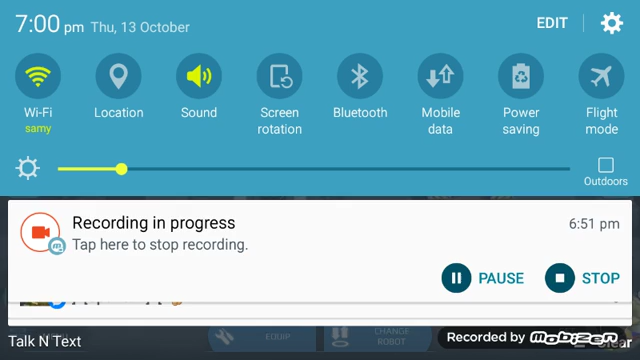 7:00 pm Thu, 13 October
EDIT
Wi-Fi
samy
Location
Sound
Screen
rotation
Bluetooth
Mobile
data
Power
saving
Flight
mode
Outdoors
Recording in progress
6:51 pm
Tap here to stop recording.
PAUSE
STOP
EQUIP
CHANGE
ROBOT
Talk N Text
Recorded by mobizen
Clear